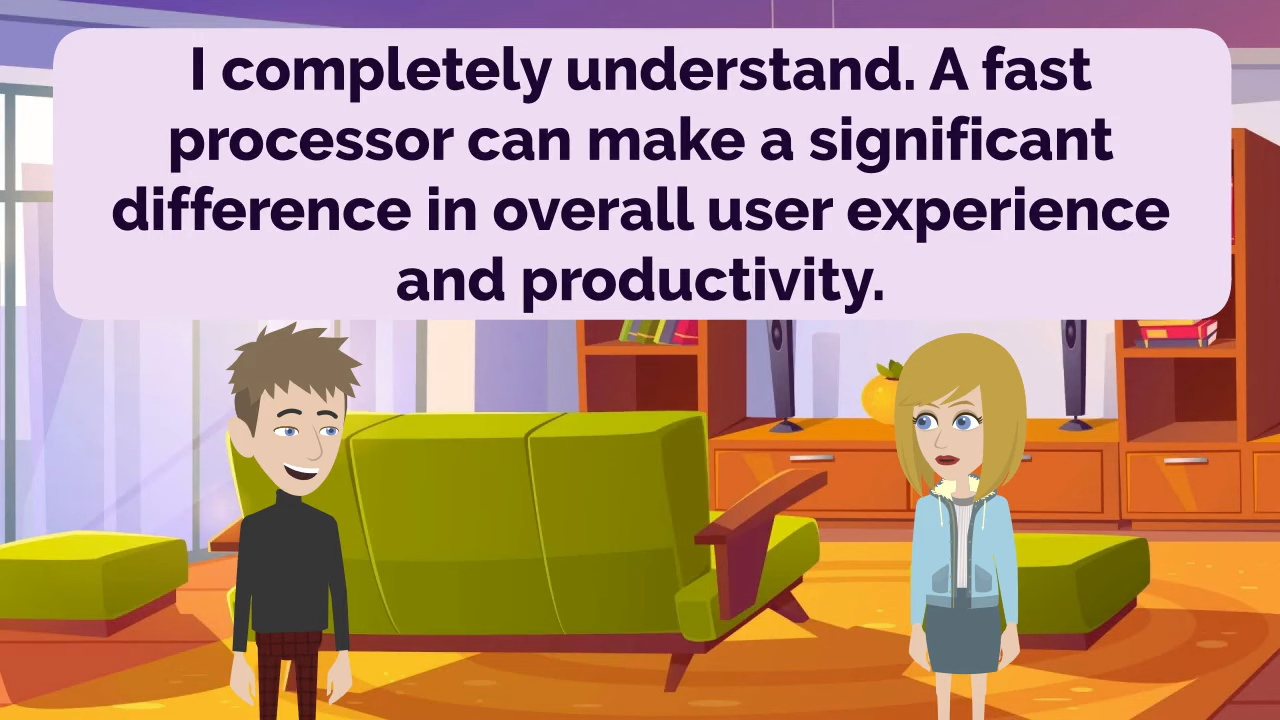 I completely understand. A fast
processor can make a significant
difference in overall user experience
and productivity.